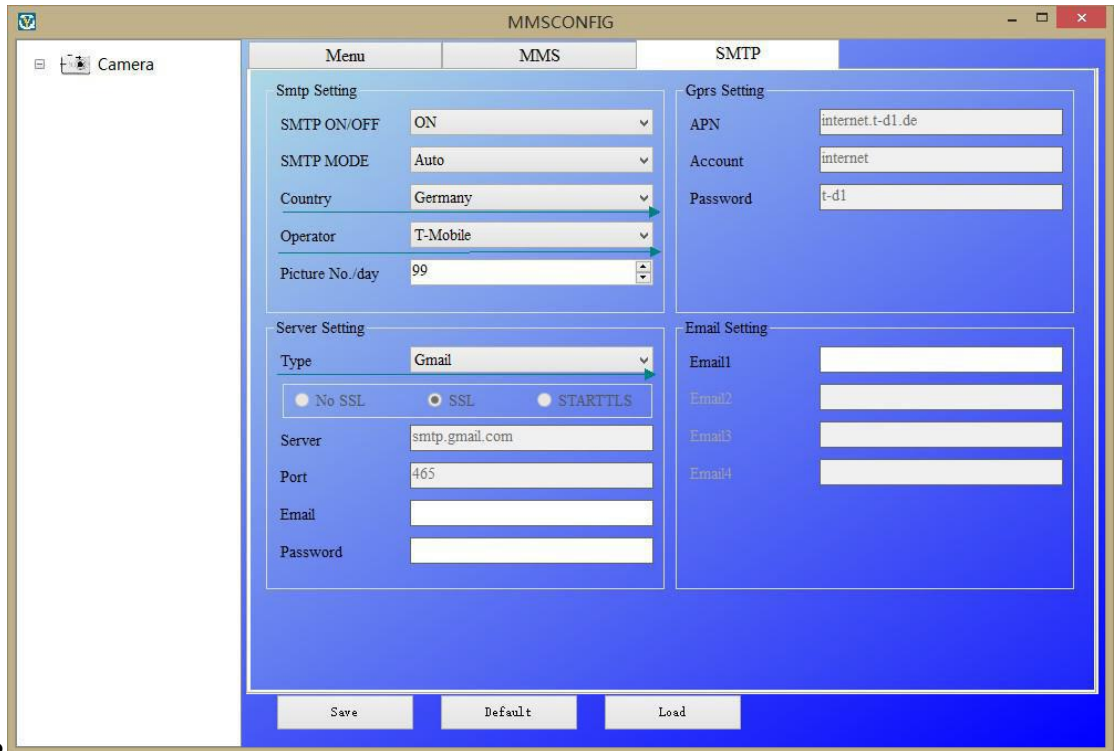 MMSCONFIG
Camera
Menu MMS SMTP
Smtp Setting
SMTP ON/OFF ON
SMTP MODE Auto
Country Germany
Operator T-Mobile
Picture No./day 99
Gprs Setting
APN internet.t-d1.de
Account internet
Password t-d1
Server Setting
Type Gmail
No SSL SSL STARTTLS
Server smtp.gmail.com
Port 465
Email
Password
Email Setting
Email1
Email2
Email3
Email4
Save Default Load